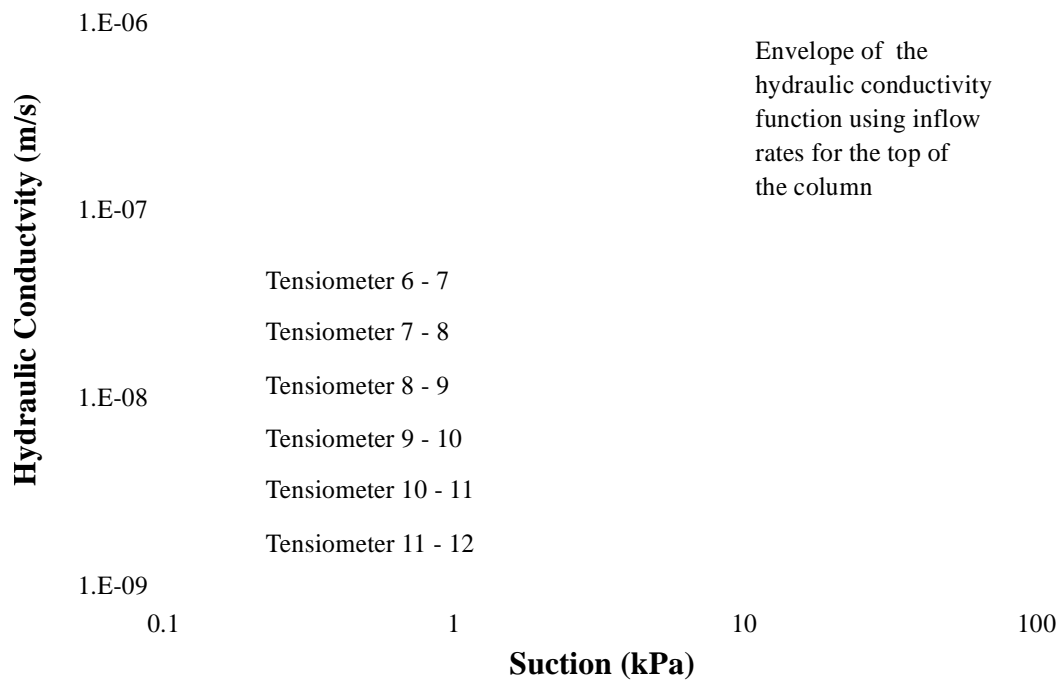 1.E-06
Envelope of the
hydraulic conductivity
function using inflow
rates for the top of
the column
Hydraulic Conductvity (m/s)
1.E-07
Tensiometer 6 - 7
Tensiometer 7 - 8
Tensiometer 8 - 9
1.E-08
Tensiometer 9 - 10
Tensiometer 10 - 11
Tensiometer 11 - 12
1.E-09
0.1 1 10 100
Suction (kPa)